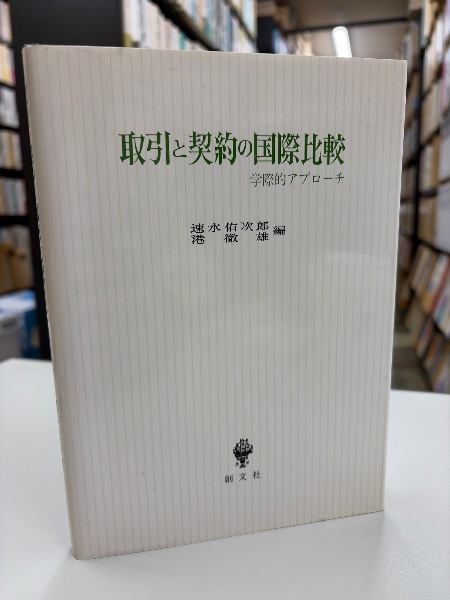 取引と契約の国際比較
学際的アプローチ
速水佑次郎
港徹雄 編
創文社